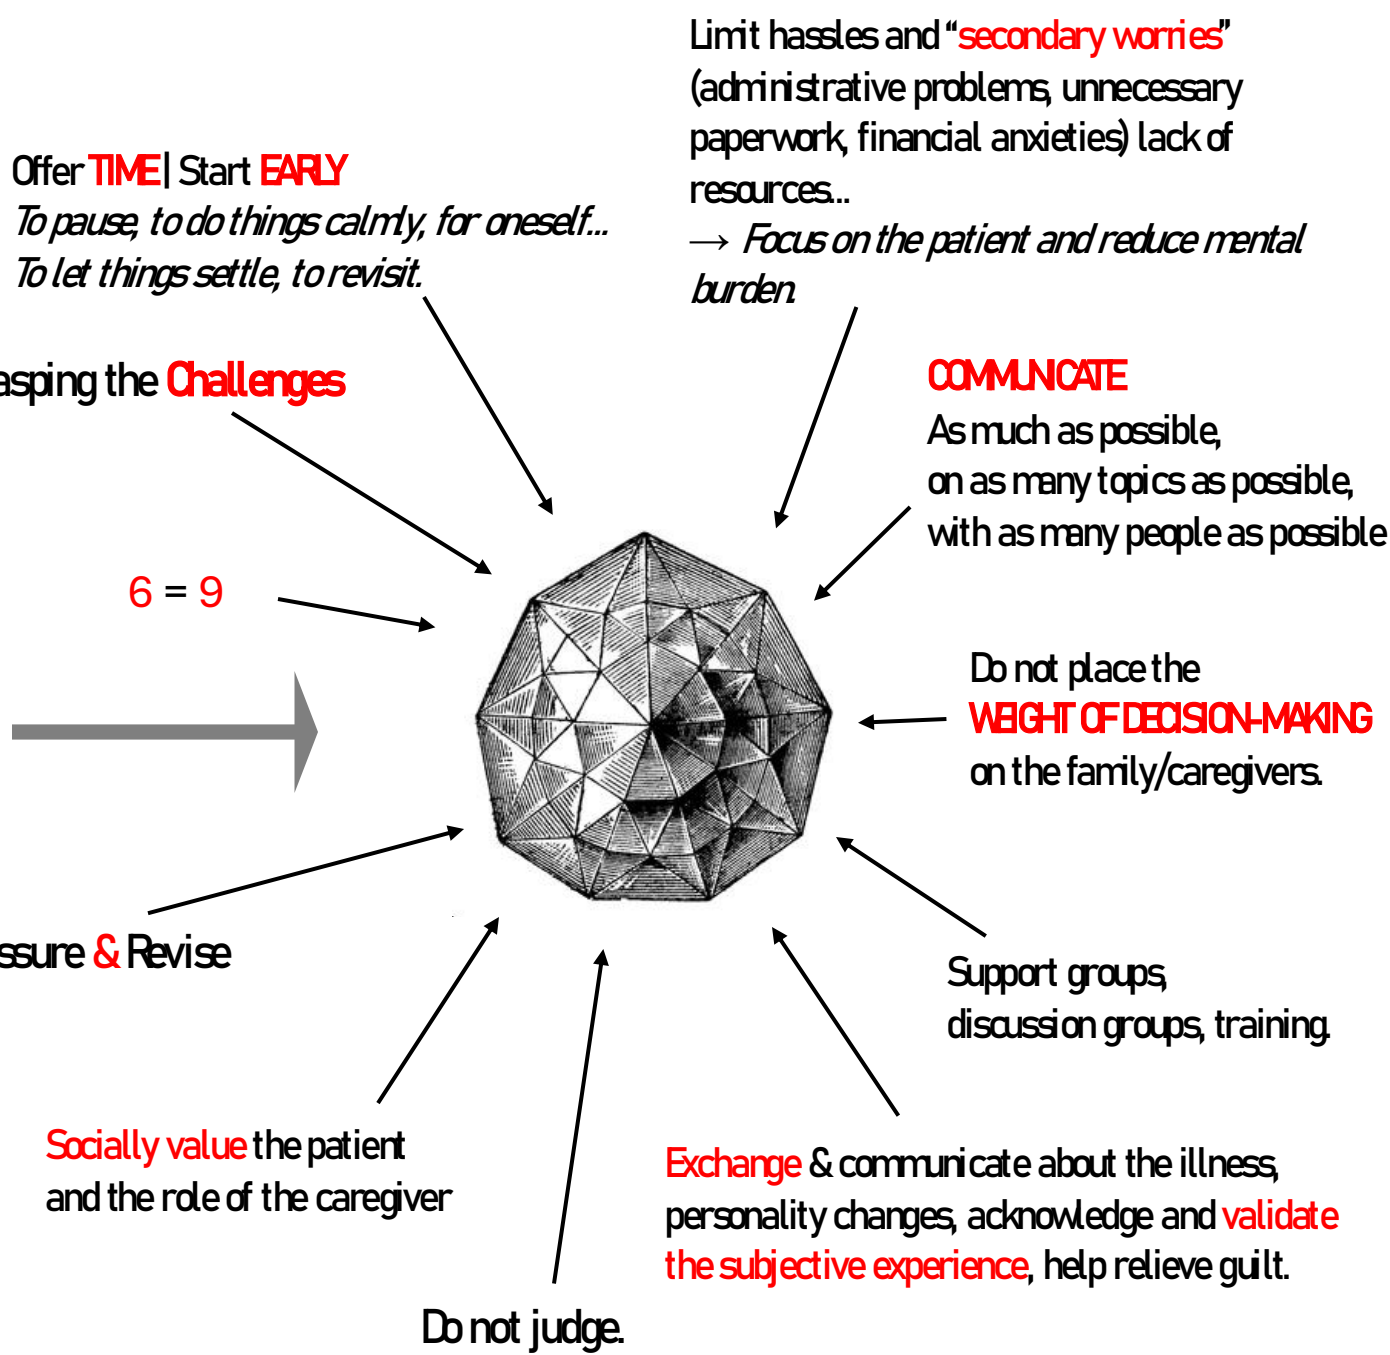 Limit hassles and “secondary worries”
(administrative problems, unnecessary
paperwork, financial anxieties) lack of
resources...
→ Focus on the patient and reduce mental
burden.
Offer TIME | Start EARLY
To pause, to do things calmly, for oneself...
To let things settle, to revisit.
asping the Challenges
COMMUNICATE
As much as possible,
on as many topics as possible,
with as many people as possible
6 = 9
Do not place the
WEIGHT OF DECISION-MAKING
on the family/caregivers.
ssure & Revise
Support groups,
discussion groups, training.
Socially value the patient
and the role of the caregiver
Exchange & communicate about the illness,
personality changes, acknowledge and validate
the subjective experience, help relieve guilt.
Do not judge.